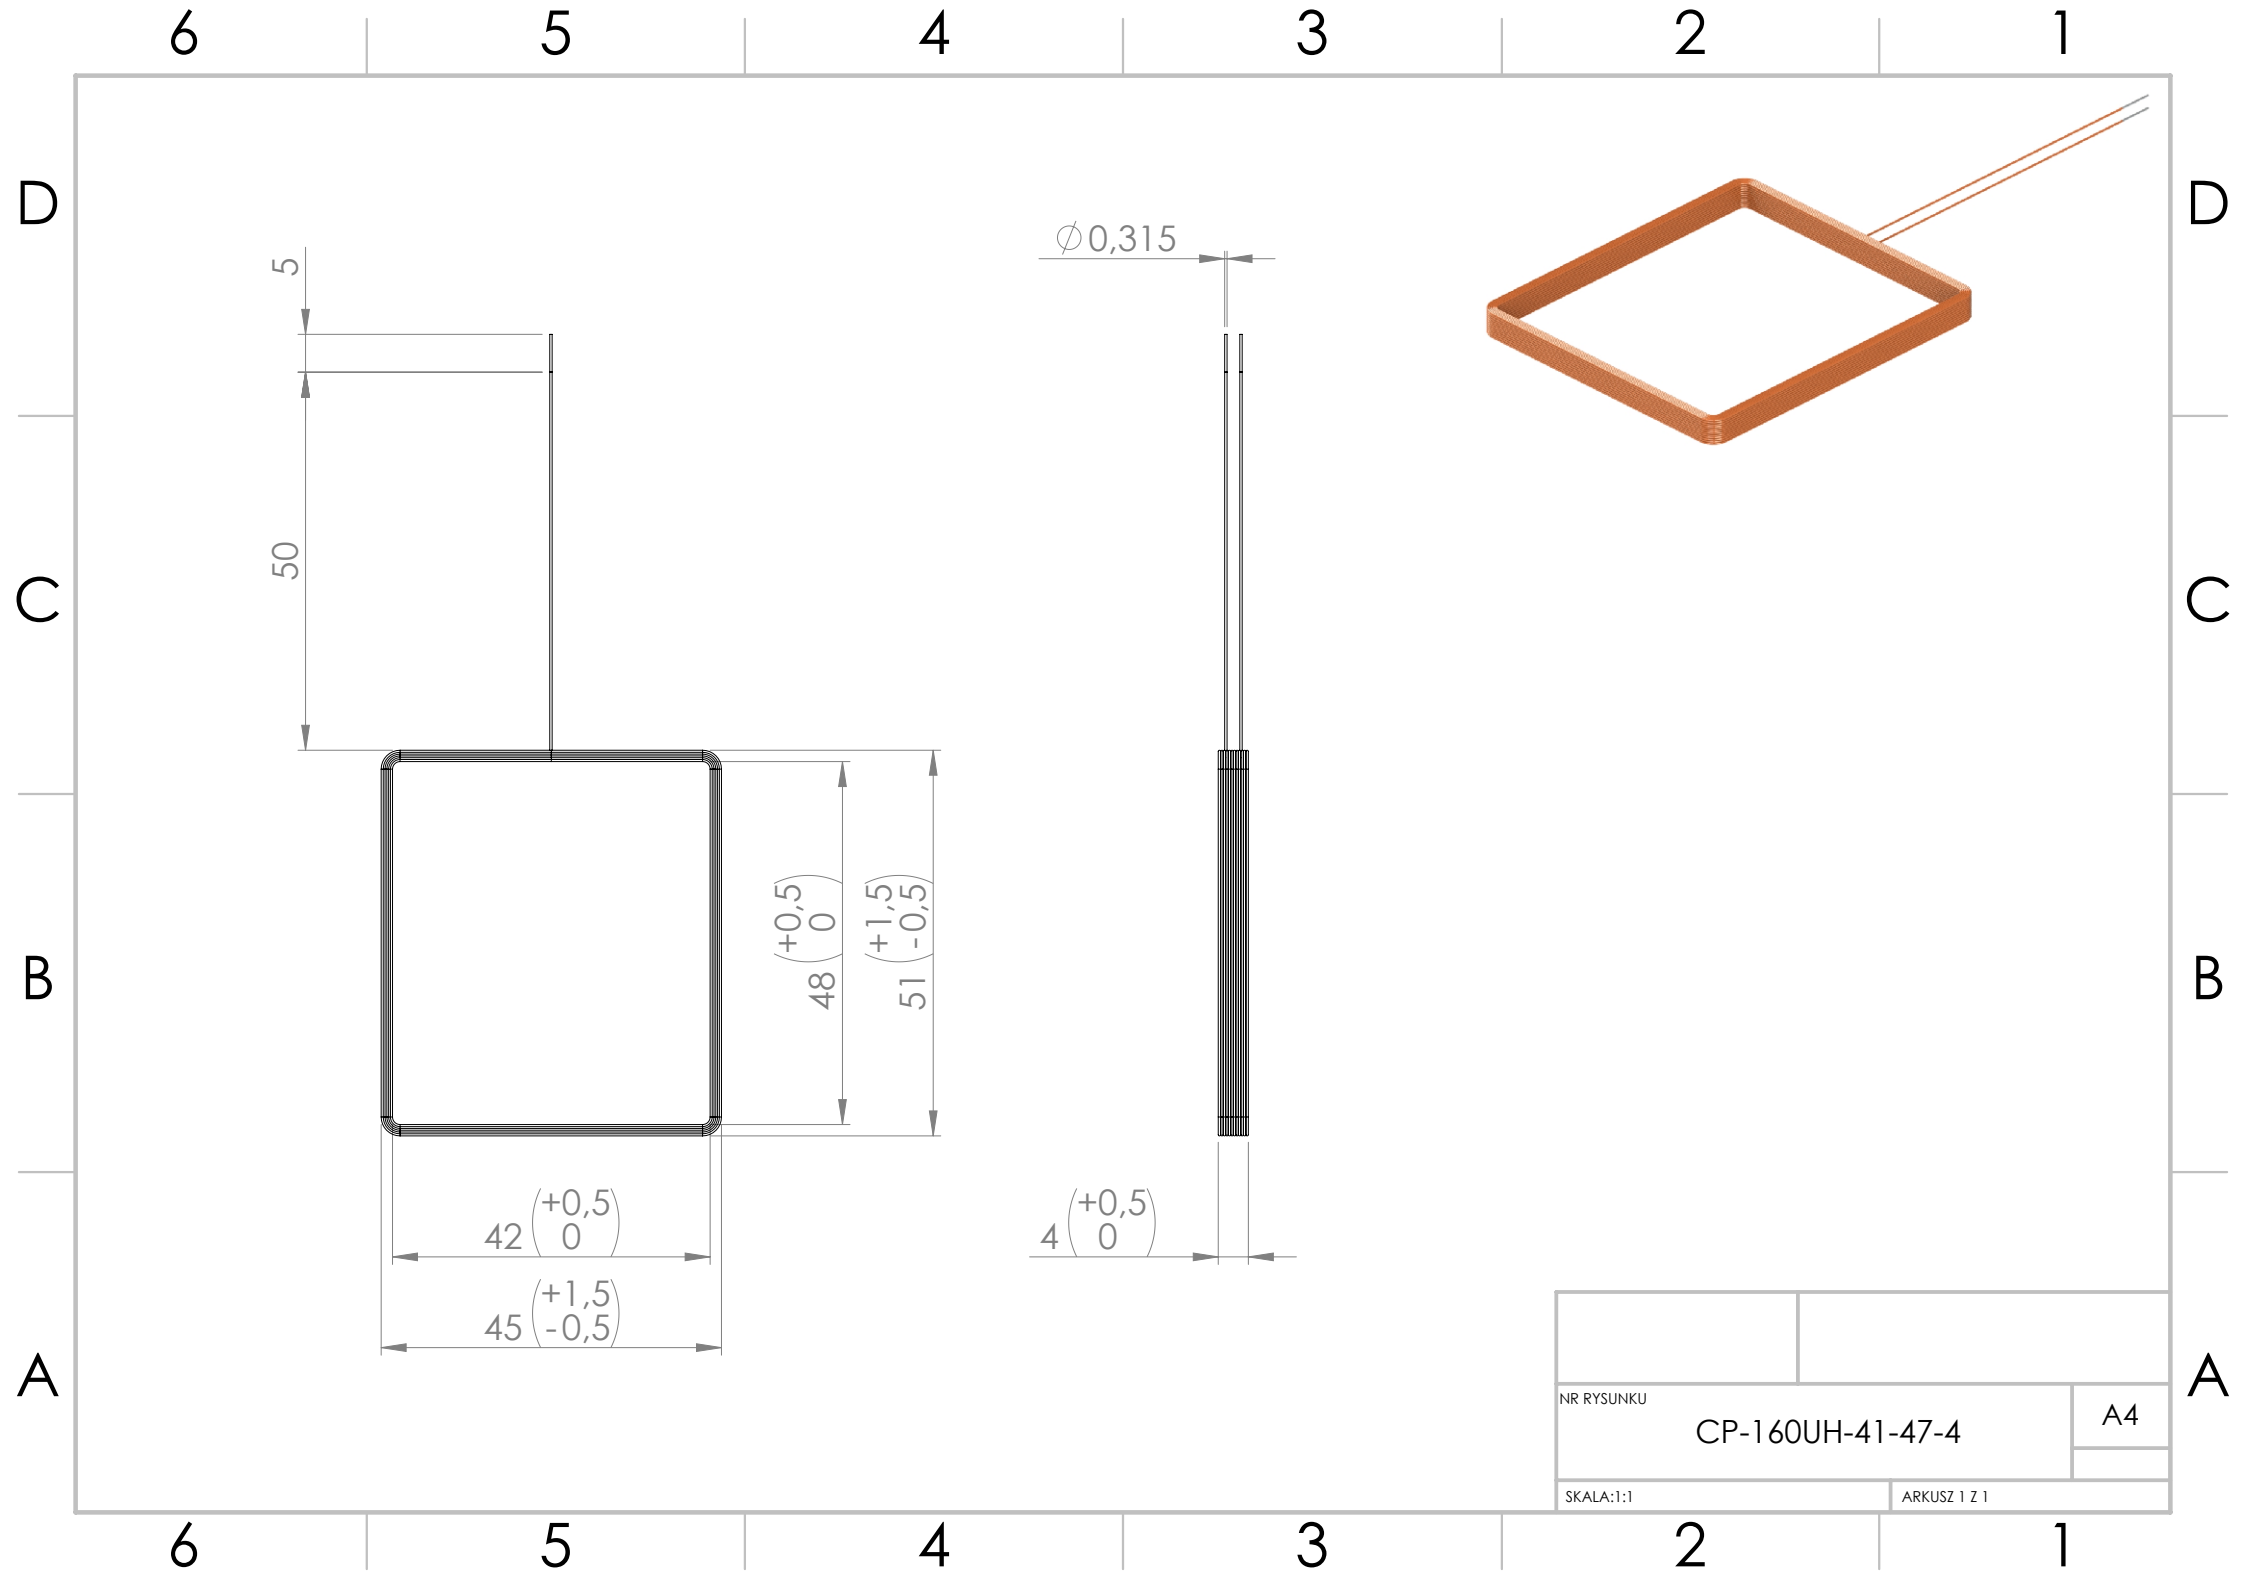 6 5 4 3 2 1
D D
∅0,315
5
50
C C
48 (+0,5 0)
51 (+1,5 -0,5)
B B
42 (+0,5 0)
4 (+0,5 0)
45 (+1,5 -0,5)
A A
NR RYSUNKU
CP-160UH-41-47-4
A4
SKALA:1:1
ARKUSZ 1 Z 1
6 5 4 3 2 1